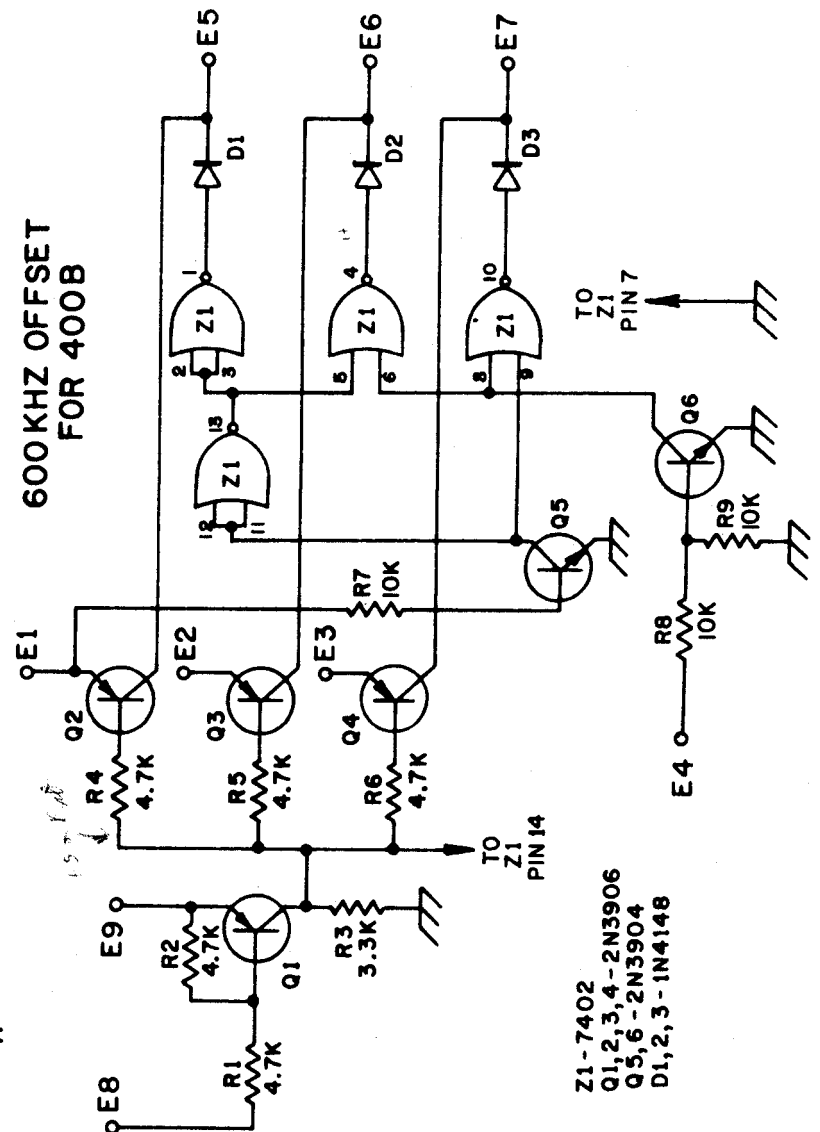 600KHZ OFFSET
FOR 400B
E8
E9
E1
E2
E3
E4
E5
E6
E7
R1
4.7K
R2
4.7K
Q1
R3
3.3K
R4
4.7K
R5
4.7K
R6
4.7K
Q2
Q3
Q4
TO
Z1
PIN 14
R7
10K
Q5
R8
10K
R9
10K
Q6
12
11
Z1
13
2
3
Z1
1
D1
5
6
Z1
4
D2
8
9
Z1
10
D3
TO
Z1
PIN 7
Z1-7402
Q1,2,3,4-2N3906
Q5,6-2N3904
D1,2,3-1N4148